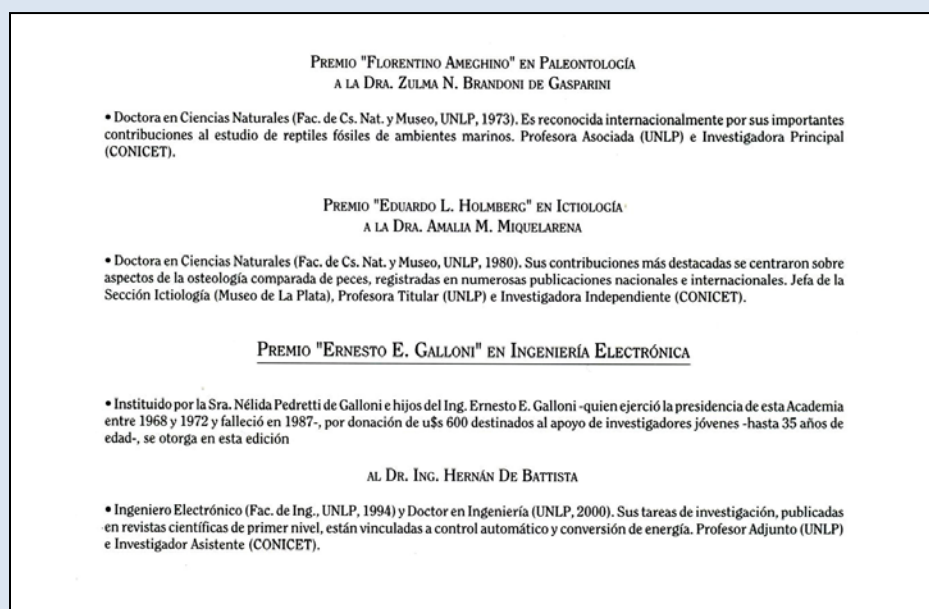 PREMIO "FLORENTINO AMEGHINO" EN PALEONTOLOGÍA
A LA DRA. ZULMA N. BRANDONI DE GASPARINI
• Doctora en Ciencias Naturales (Fac. de Cs. Nat. y Museo, UNLP, 1973). Es reconocida internacionalmente por sus importantes
contribuciones al estudio de reptiles fósiles de ambientes marinos. Profesora Asociada (UNLP) e Investigadora Principal
(CONICET).
PREMIO "EDUARDO L. HOLMBERG" EN ICTIOLOGÍA
A LA DRA. AMALIA M. MIQUELARENA
• Doctora en Ciencias Naturales (Fac. de Cs. Nat. y Museo, UNLP, 1980). Sus contribuciones más destacadas se centraron sobre
aspectos de la osteología comparada de peces, registradas en numerosas publicaciones nacionales e internacionales. Jefa de la
Sección Ictiología (Museo de La Plata), Profesora Titular (UNLP) e Investigadora Independiente (CONICET).
PREMIO "ERNESTO E. GALLONI" EN INGENIERÍA ELECTRÓNICA
• Instituido por la Sra. Nélida Pedretti de Galloni e hijos del Ing. Ernesto E. Galloni -quien ejerció la presidencia de esta Academia
entre 1968 y 1972 y falleció en 1987-, por donación de u$s 600 destinados al apoyo de investigadores jóvenes -hasta 35 años de
edad-, se otorga en esta edición
AL DR. ING. HERNÁN DE BATTISTA
• Ingeniero Electrónico (Fac. de Ing., UNLP, 1994) y Doctor en Ingeniería (UNLP, 2000). Sus tareas de investigación, publicadas
en revistas científicas de primer nivel, están vinculadas a control automático y conversión de energía. Profesor Adjunto (UNLP)
e Investigador Asistente (CONICET).